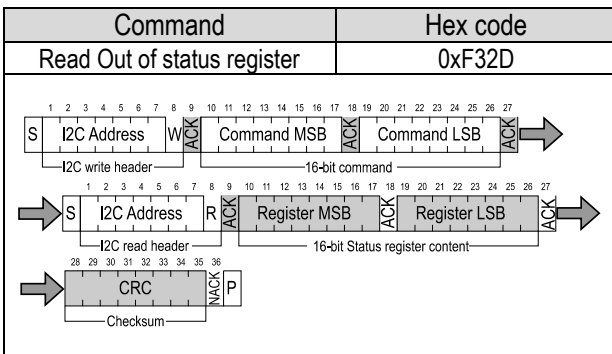 Command Hex code
Read Out of status register 0xF32D
1 2 3 4 5 6 7 8 9 10 11 12 13 14 15 16 17 18 19 20 21 22 23 24 25 26 27
S I2C Address W ACK Command MSB ACK Command LSB ACK
I2C write header 16-bit command
1 2 3 4 5 6 7 8 9 10 11 12 13 14 15 16 17 18 19 20 21 22 23 24 25 26 27
S I2C Address R ACK Register MSB ACK Register LSB ACK
I2C read header 16-bit Status register content
28 29 30 31 32 33 34 35 36
CRC NACK P
Checksum